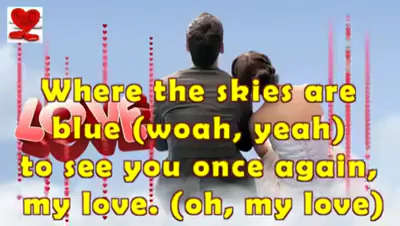 Where the skies are
LOVE
blue (woah, yeah)
to see you once again,
my love. (oh, my love)